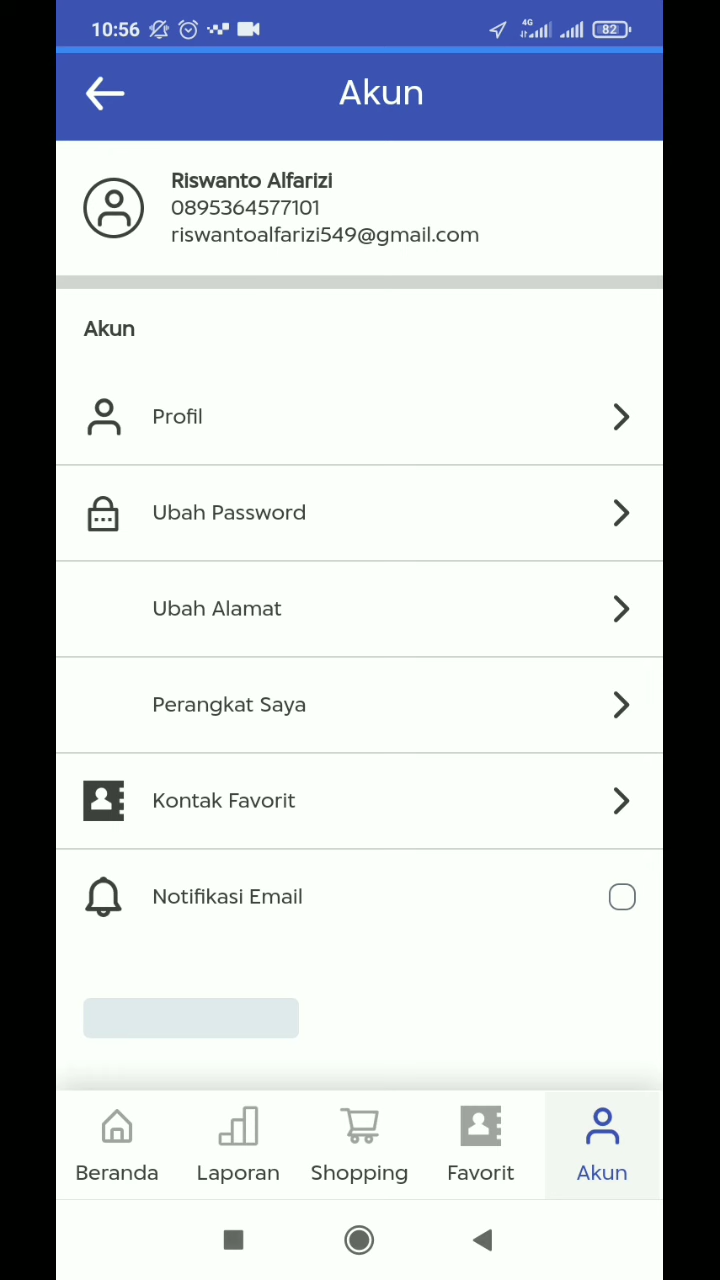 10:56
4G
82
Akun
Riswanto Alfarizi
0895364577101
riswantoalfarizi549@gmail.com
Akun
Profil
Ubah Password
Ubah Alamat
Perangkat Saya
Kontak Favorit
Notifikasi Email
Beranda
Laporan
Shopping
Favorit
Akun